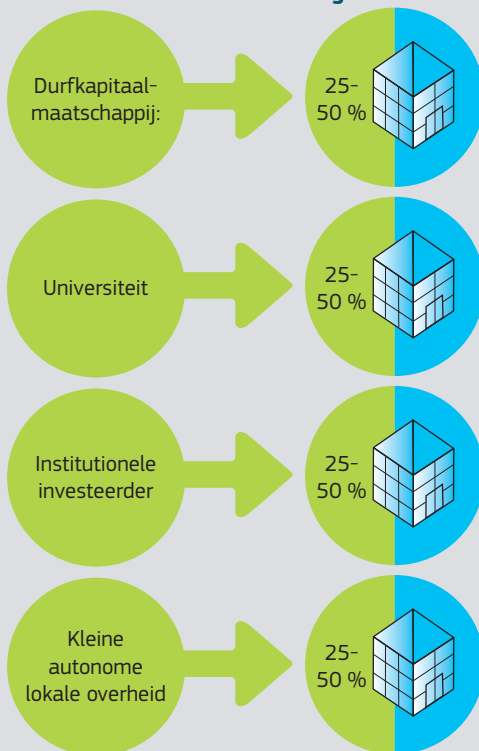 Durfkapitaal-
maatschappij:
25-
50 %
Universiteit
25-
50 %
Institutionele
investeerder
25-
50 %
Kleine
autonome
lokale overheid
25-
50 %